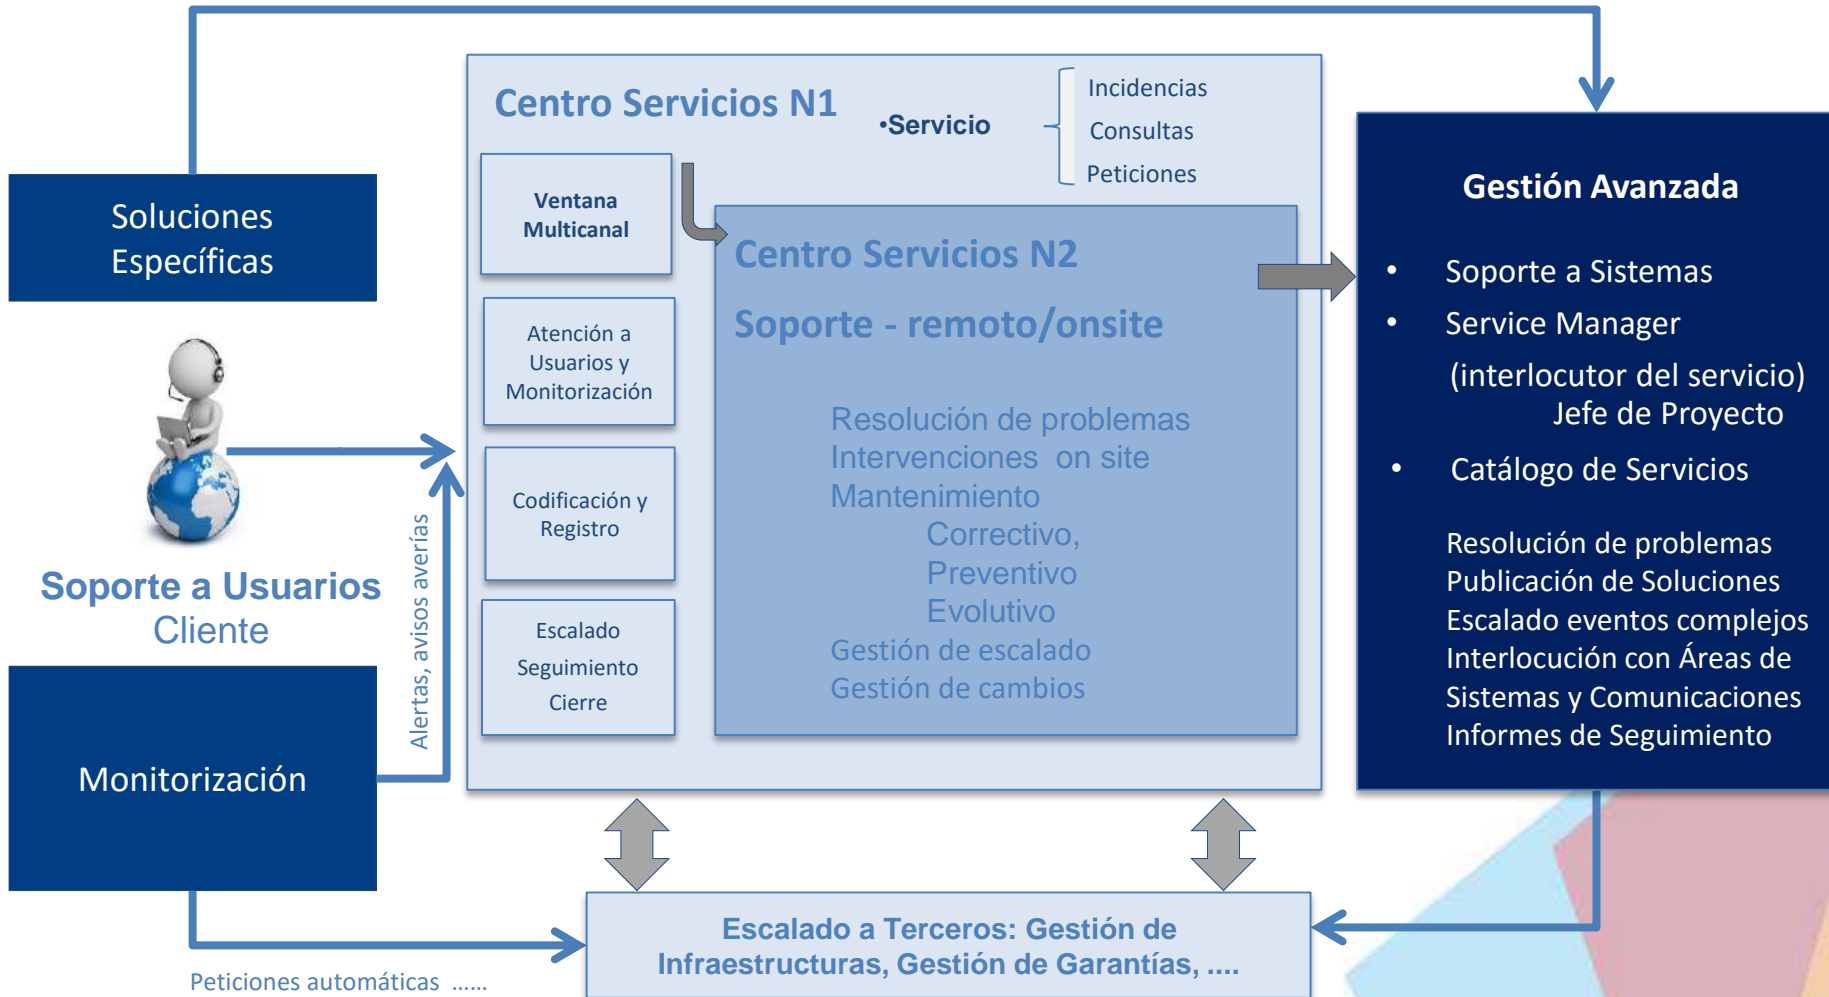 Soluciones
Específicas
Soporte a Usuarios
Cliente
Monitorización
Alertas, avisos averías
Peticiones automáticas ......
Centro Servicios N1
•Servicio
Incidencias
Consultas
Peticiones
Ventana
Multicanal
Atención a
Usuarios y
Monitorización
Codificación y
Registro
Escalado
Seguimiento
Cierre
Centro Servicios N2
Soporte - remoto/onsite
Resolución de problemas
Intervenciones on site
Mantenimiento
Correctivo,
Preventivo
Evolutivo
Gestión de escalado
Gestión de cambios
Gestión Avanzada
• Soporte a Sistemas
• Service Manager
(interlocutor del servicio)
Jefe de Proyecto
• Catálogo de Servicios
Resolución de problemas
Publicación de Soluciones
Escalado eventos complejos
Interlocución con Áreas de
Sistemas y Comunicaciones
Informes de Seguimiento
Escalado a Terceros: Gestión de
Infraestructuras, Gestión de Garantías, ....